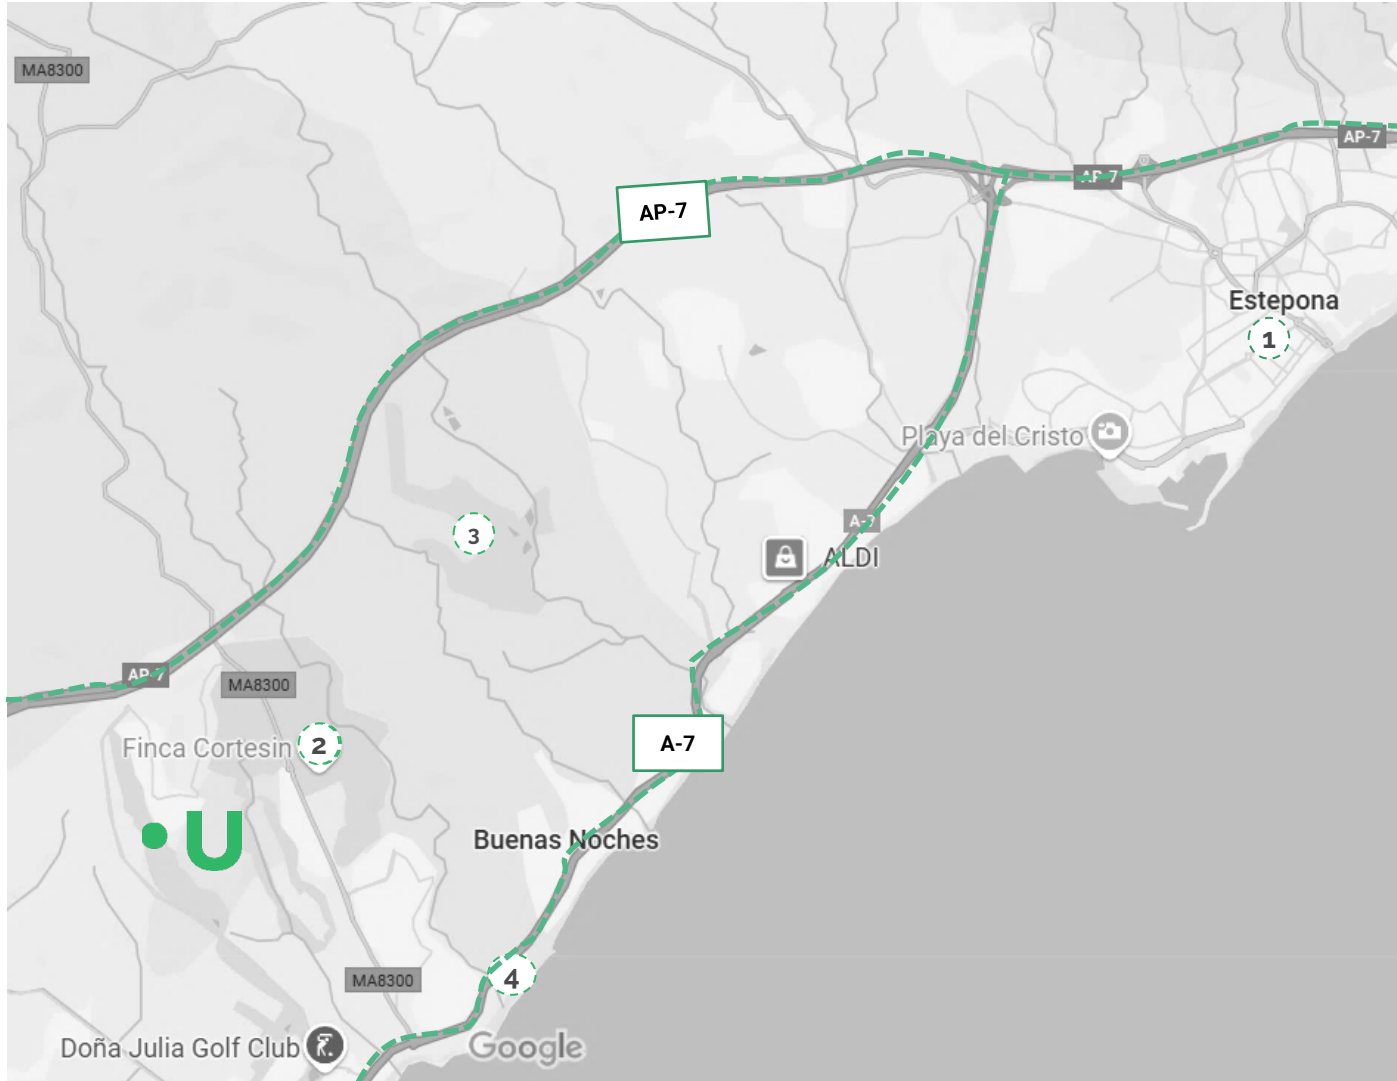 MA8300
AP-7
AP-7
AP-7
Estepona
1
Playa del Cristo
A-7
3
ALDI
AP-7
MA8300
A-7
Finca Cortesin
2
U
Buenas Noches
4
MA8300
Doña Julia Golf Club
Google